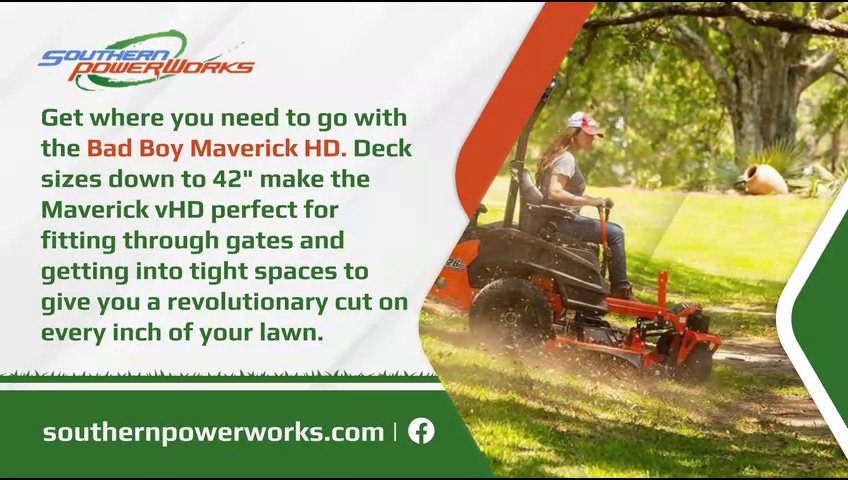 SOUTHERN
POWERWORKS
Get where you need to go with
the Bad Boy Maverick HD. Deck
sizes down to 42" make the
Maverick vHD perfect for
fitting through gates and
getting into tight spaces to
give you a revolutionary cut on
every inch of your lawn.
southernpowerworks.com |